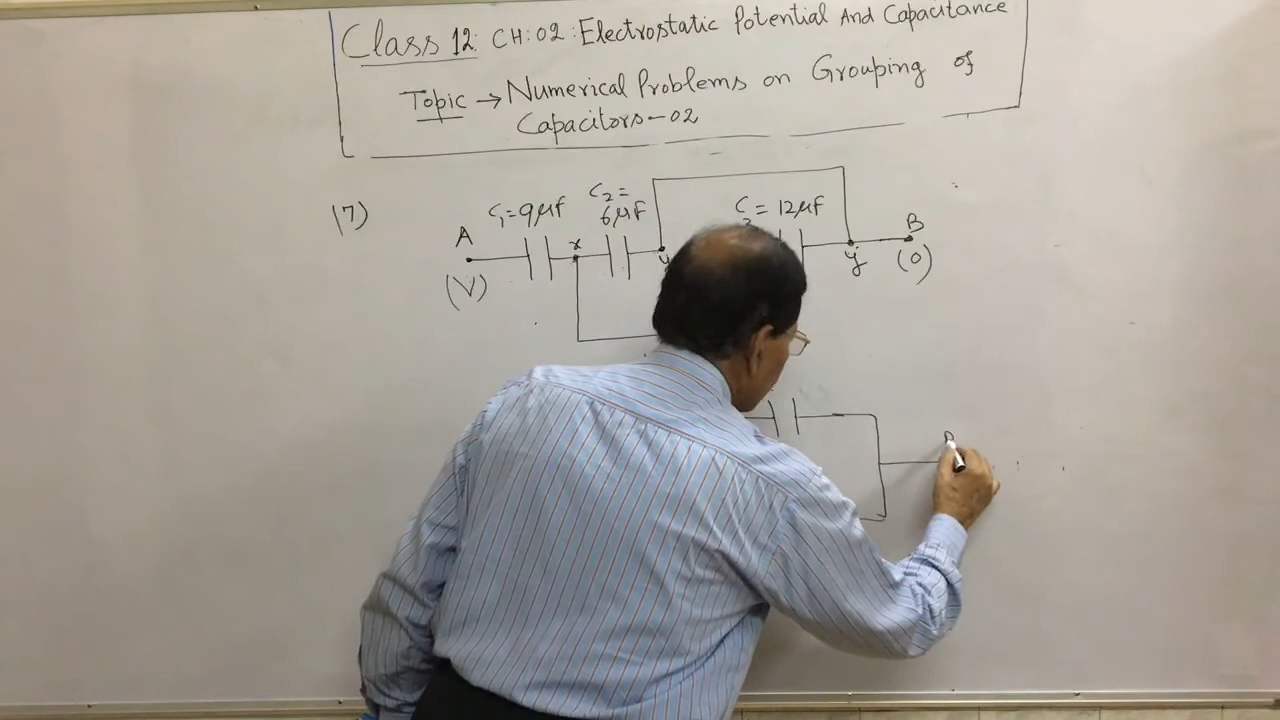 Class 12: CH:02: Electrostatic Potential And Capacitance
Topic → Numerical Problems on Grouping of
Capacitors-02
(7)
C₁=9μf
C₂=
6μf
C = 12μf
A
x
y
B
(V)
(0)